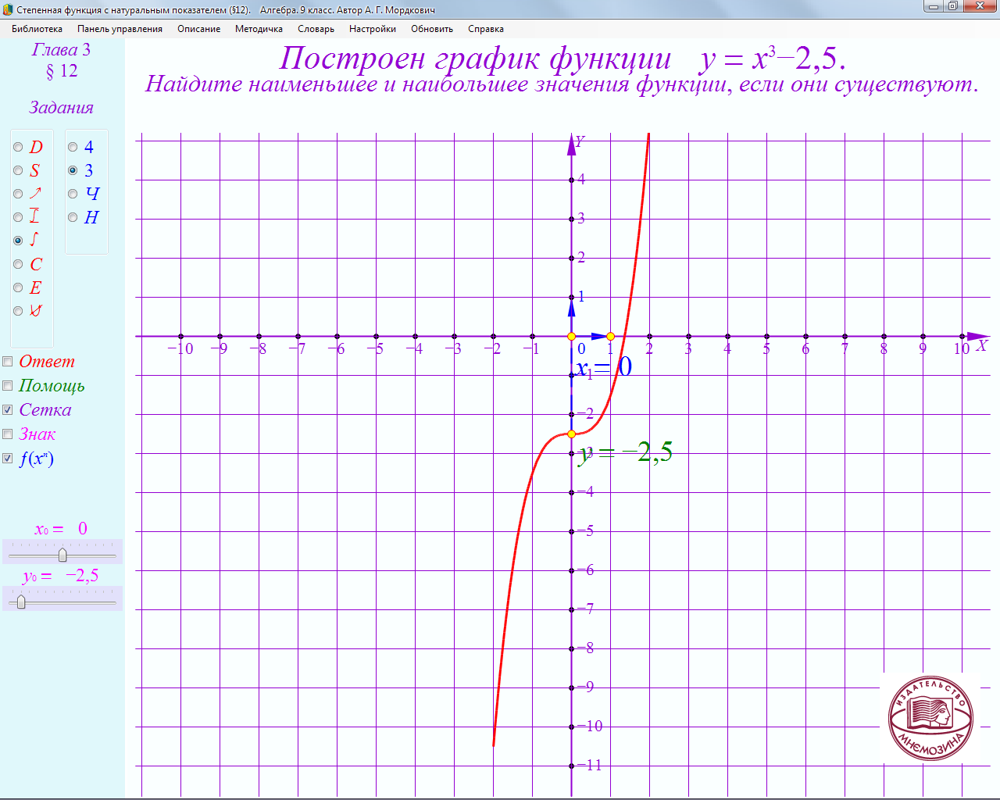 Степенная функция с натуральным показателем (§12). Алгебра. 9 класс. Автор А. Г. Мордкович
Библиотека Панель управления Описание Методичка Словарь Настройки Обновить Справка
Глава 3
§ 12
Задания
D 4
S 3
Ч
Н
C
E
Ответ
Помощь
Сетка
Знак
f(xⁿ)
x₀ = 0
y₀ = −2,5
Построен график функции y = x³−2,5.
Найдите наименьшее и наибольшее значения функции, если они существуют.
Y
4
3
2
1
−10 −9 −8 −7 −6 −5 −4 −3 −2 −1 0 1 2 3 4 5 6 7 8 9 10 X
x = 0
−1
−2
y = −2,5
−3
−4
−5
−6
−7
−8
−9
−10
−11
ИЗДАТЕЛЬСТВО
МНЕМОЗИНА